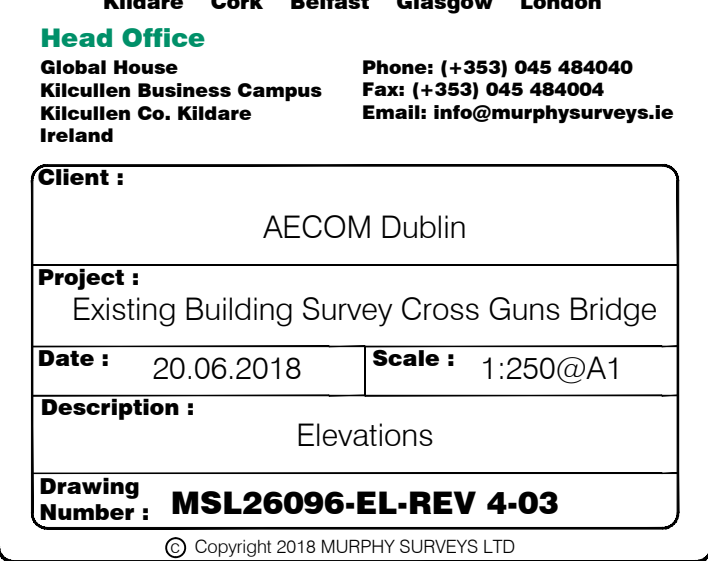 Kildare Cork Belfast Glasgow London
Head Office
Global House
Kilcullen Business Campus
Kilcullen Co. Kildare
Ireland
Phone: (+353) 045 484040
Fax: (+353) 045 484004
Email: info@murphysurveys.ie
Client :
AECOM Dublin
Project :
Existing Building Survey Cross Guns Bridge
Date : 20.06.2018
Scale : 1:250@A1
Description :
Elevations
Drawing
Number : MSL26096-EL-REV 4-03
© Copyright 2018 MURPHY SURVEYS LTD